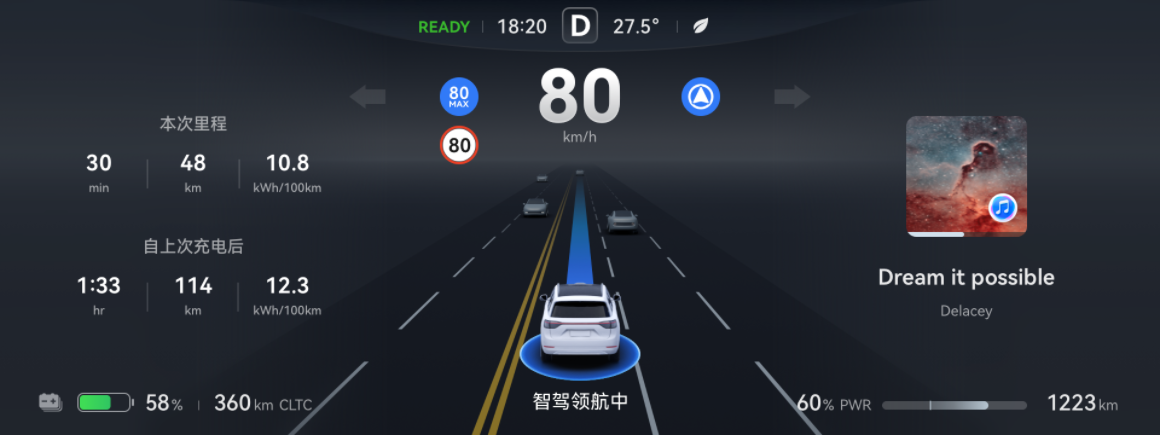 READY 18:20 D 27.5°
80 MAX
80
km/h
80
本次里程
30 min
48 km
10.8 kWh/100km
自上次充电后
1:33 hr
114 km
12.3 kWh/100km
Dream it possible
Delacey
58% 360 km CLTC
智驾领航中
60% PWR 1223 km